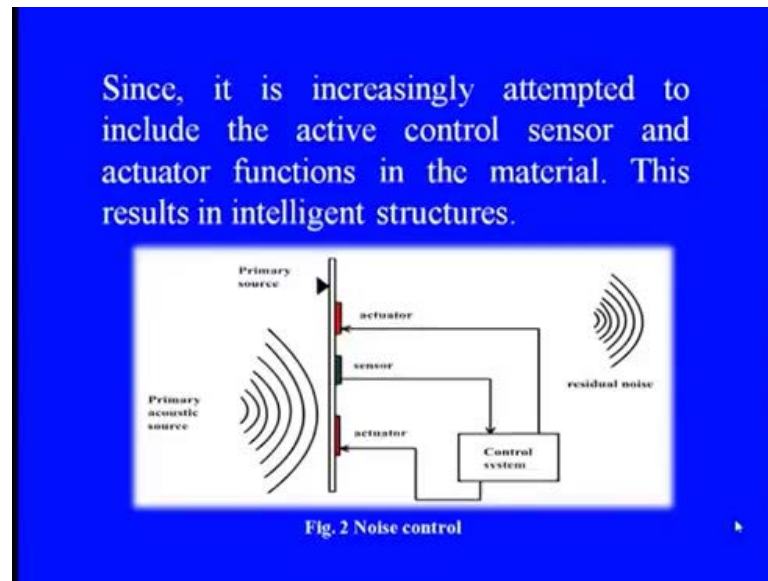 Since, it is increasingly attempted to
include the active control sensor and
actuator functions in the material. This
results in intelligent structures.
Primary
source
actuator
sensor
residual noise
Primary
acoustic
source
actuator
Control
system
Fig. 2 Noise control